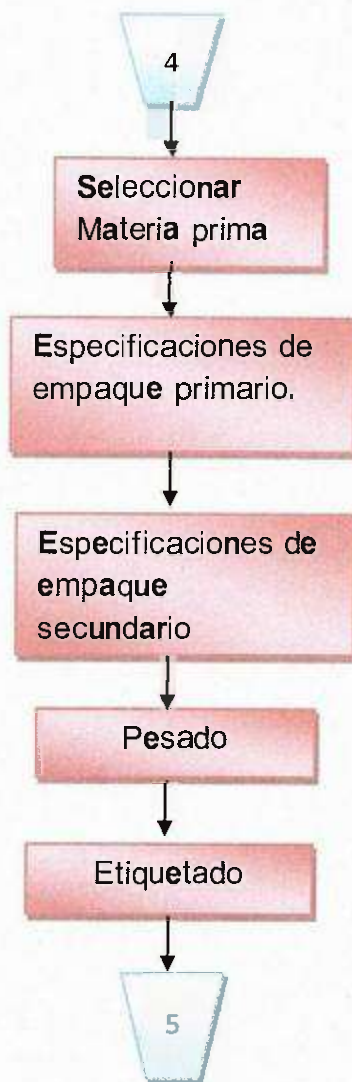 4
Seleccionar
Materia prima
Especificaciones de
empaque primario.
Especificaciones de
empaque
secundario
Pesado
Etiquetado
5